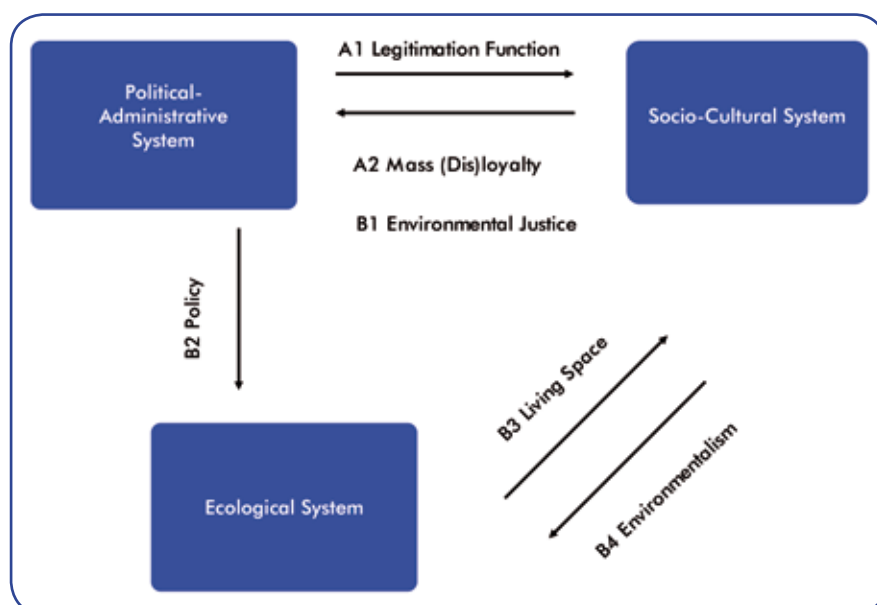 A1 Legitimation Function
Political-
Administrative
System
Socio-Cultural System
A2 Mass (Dis)loyalty
B1 Environmental Justice
B2 Policy
B3 Living Space
B4 Environmentalism
Ecological System